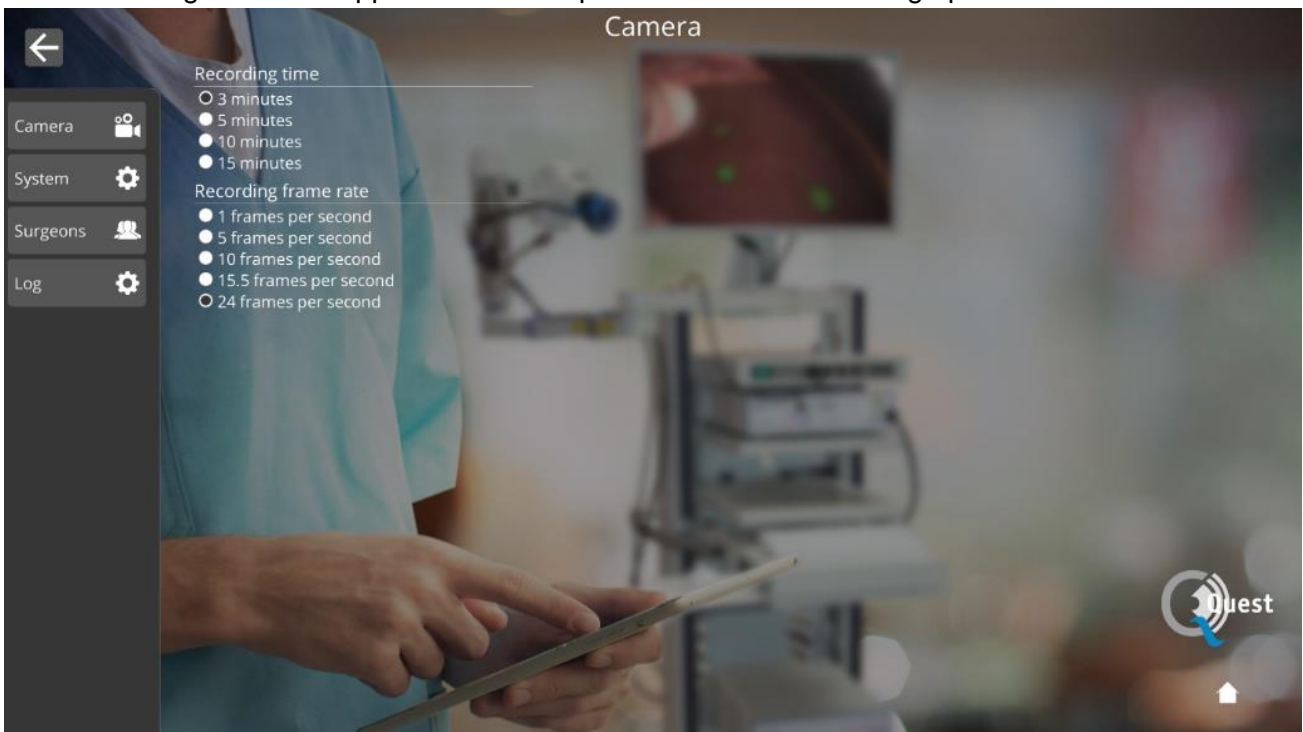 Camera
Recording time
3 minutes
5 minutes
10 minutes
15 minutes
Recording frame rate
1 frames per second
5 frames per second
10 frames per second
15.5 frames per second
24 frames per second
Camera
System
Surgeons
Log
Quest